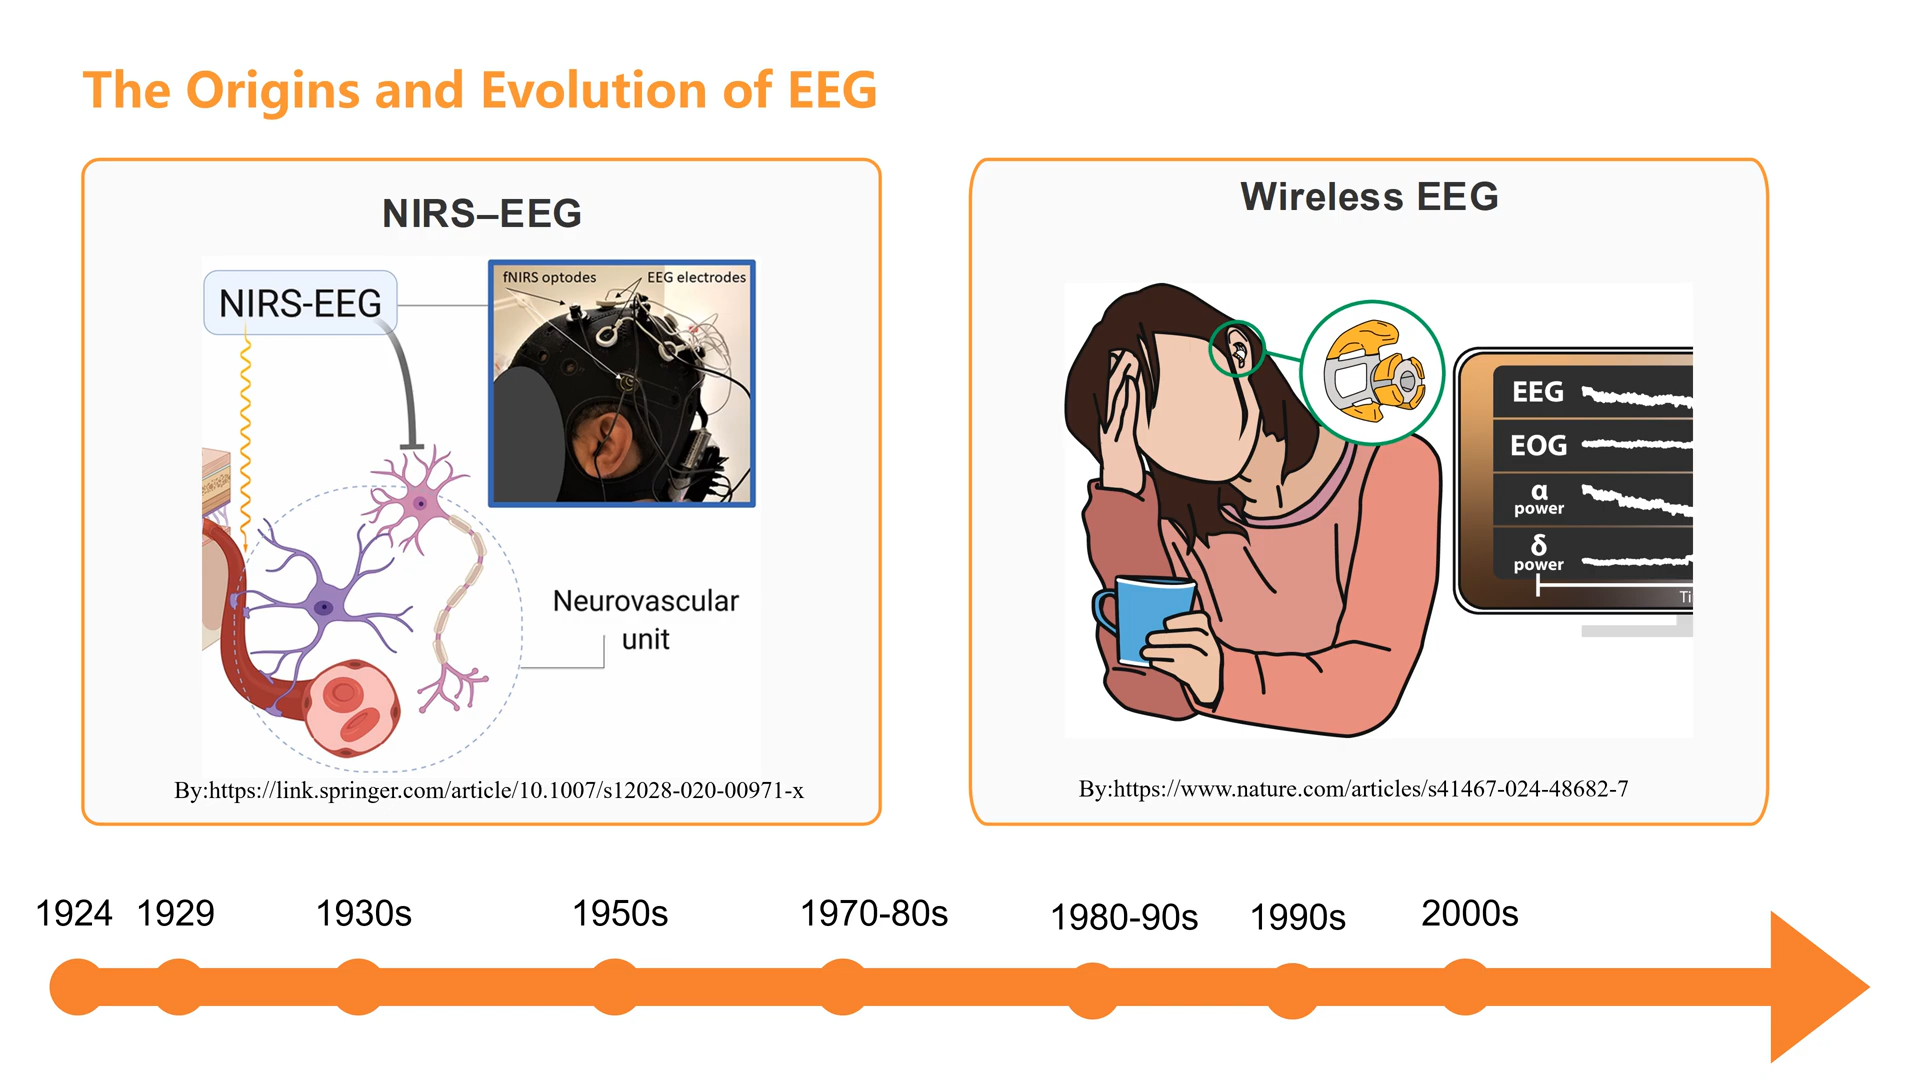 The Origins and Evolution of EEG
NIRS–EEG
NIRS-EEG
fNIRS optodes
EEG electrodes
Neurovascular
unit
By:https://link.springer.com/article/10.1007/s12028-020-00971-x
Wireless EEG
EEG
EOG
α
power
δ
power
Ti
By:https://www.nature.com/articles/s41467-024-48682-7
1924
1929
1930s
1950s
1970-80s
1980-90s
1990s
2000s